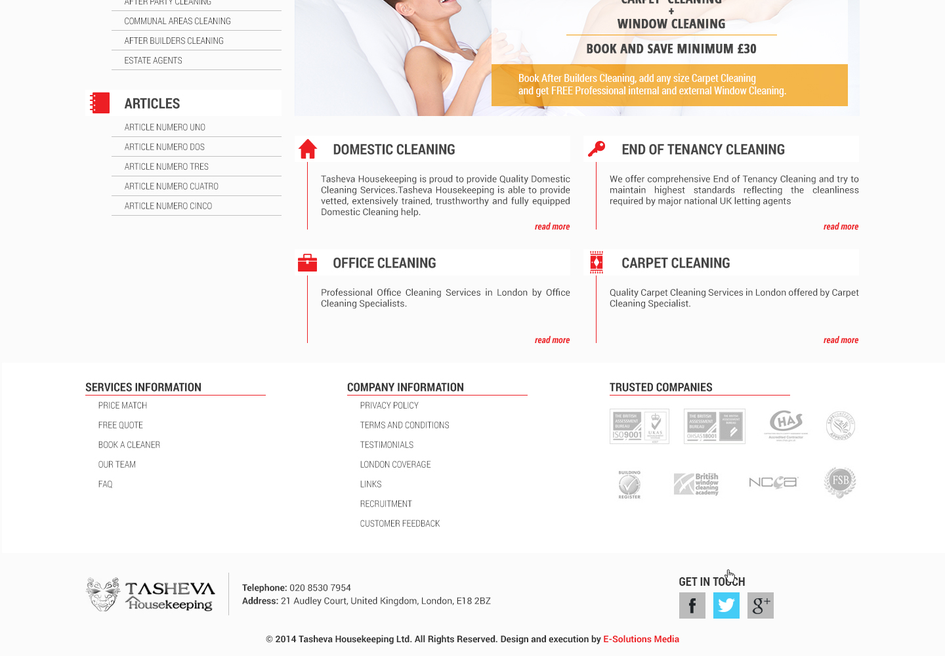 AFTER PARTY CLEANING
COMMUNAL AREAS CLEANING
AFTER BUILDERS CLEANING
ESTATE AGENTS
ARTICLES
ARTICLE NUMERO UNO
ARTICLE NUMERO DOS
ARTICLE NUMERO TRES
ARTICLE NUMERO CUATRO
ARTICLE NUMERO CINCO
CARPET CLEANING
+
WINDOW CLEANING
BOOK AND SAVE MINIMUM £30
Book After Builders Cleaning, add any size Carpet Cleaning
and get FREE Professional internal and external Window Cleaning.
DOMESTIC CLEANING
Tasheva Housekeeping is proud to provide Quality Domestic
Cleaning Services.Tasheva Housekeeping is able to provide
vetted, extensively trained, trusthworthy and fully equipped
Domestic Cleaning help.
read more
END OF TENANCY CLEANING
We offer comprehensive End of Tenancy Cleaning and try to
maintain highest standards reflecting the cleanliness
required by major national UK letting agents
read more
OFFICE CLEANING
Professional Office Cleaning Services in London by Office
Cleaning Specialists.
read more
CARPET CLEANING
Quality Carpet Cleaning Services in London offered by Carpet
Cleaning Specialist.
read more
SERVICES INFORMATION
PRICE MATCH
FREE QUOTE
BOOK A CLEANER
OUR TEAM
FAQ
COMPANY INFORMATION
PRIVACY POLICY
TERMS AND CONDITIONS
TESTIMONIALS
LONDON COVERAGE
LINKS
RECRUITMENT
CUSTOMER FEEDBACK
TRUSTED COMPANIES
THE BRITISH
ASSESSMENT
BUREAU
ISO9001
UKAS
THE BRITISH
ASSESSMENT
BUREAU
OHSAS18001
CHAS
BUILDING
REGISTER
British
window
cleaning
academy
NCCA
FSB
TASHEVA
Housekeeping
Telephone: 020 8530 7954
Address: 21 Audley Court, United Kingdom, London, E18 2BZ
GET IN TOUCH
f
g+
© 2014 Tasheva Housekeeping Ltd. All Rights Reserved. Design and execution by E-Solutions Media